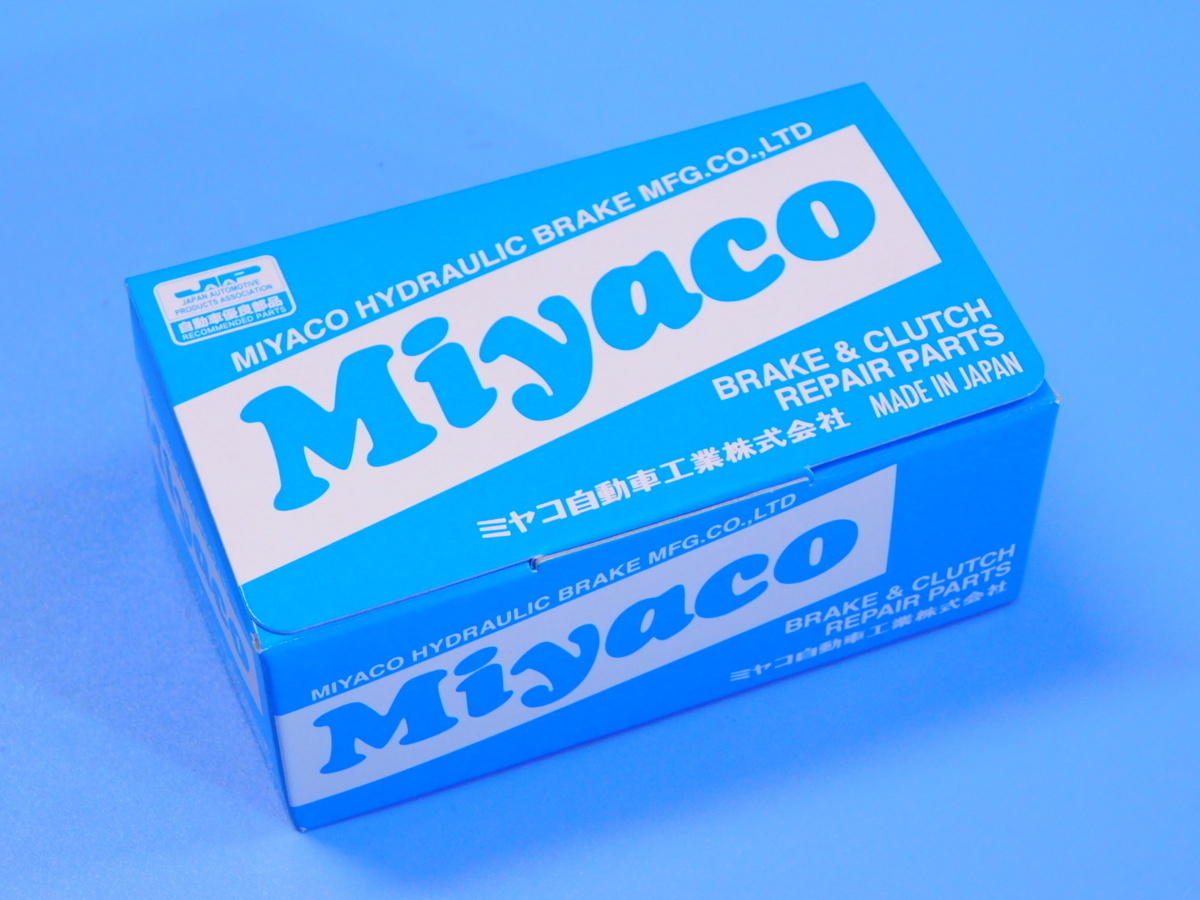 JAPA
JAPAN AUTOMOTIVE
PRODUCTS ASSOCIATION
自動車優良部品
RECOMMENDED PARTS
MIYACO HYDRAULIC BRAKE MFG.CO.,LTD
Miyaco
BRAKE & CLUTCH
REPAIR PARTS
MADE IN JAPAN
ミヤコ自動車工業株式会社
MIYACO HYDRAULIC BRAKE MFG.CO.,LTD
Miyaco
BRAKE & CLUTCH
REPAIR PARTS
ミヤコ自動車工業株式会社